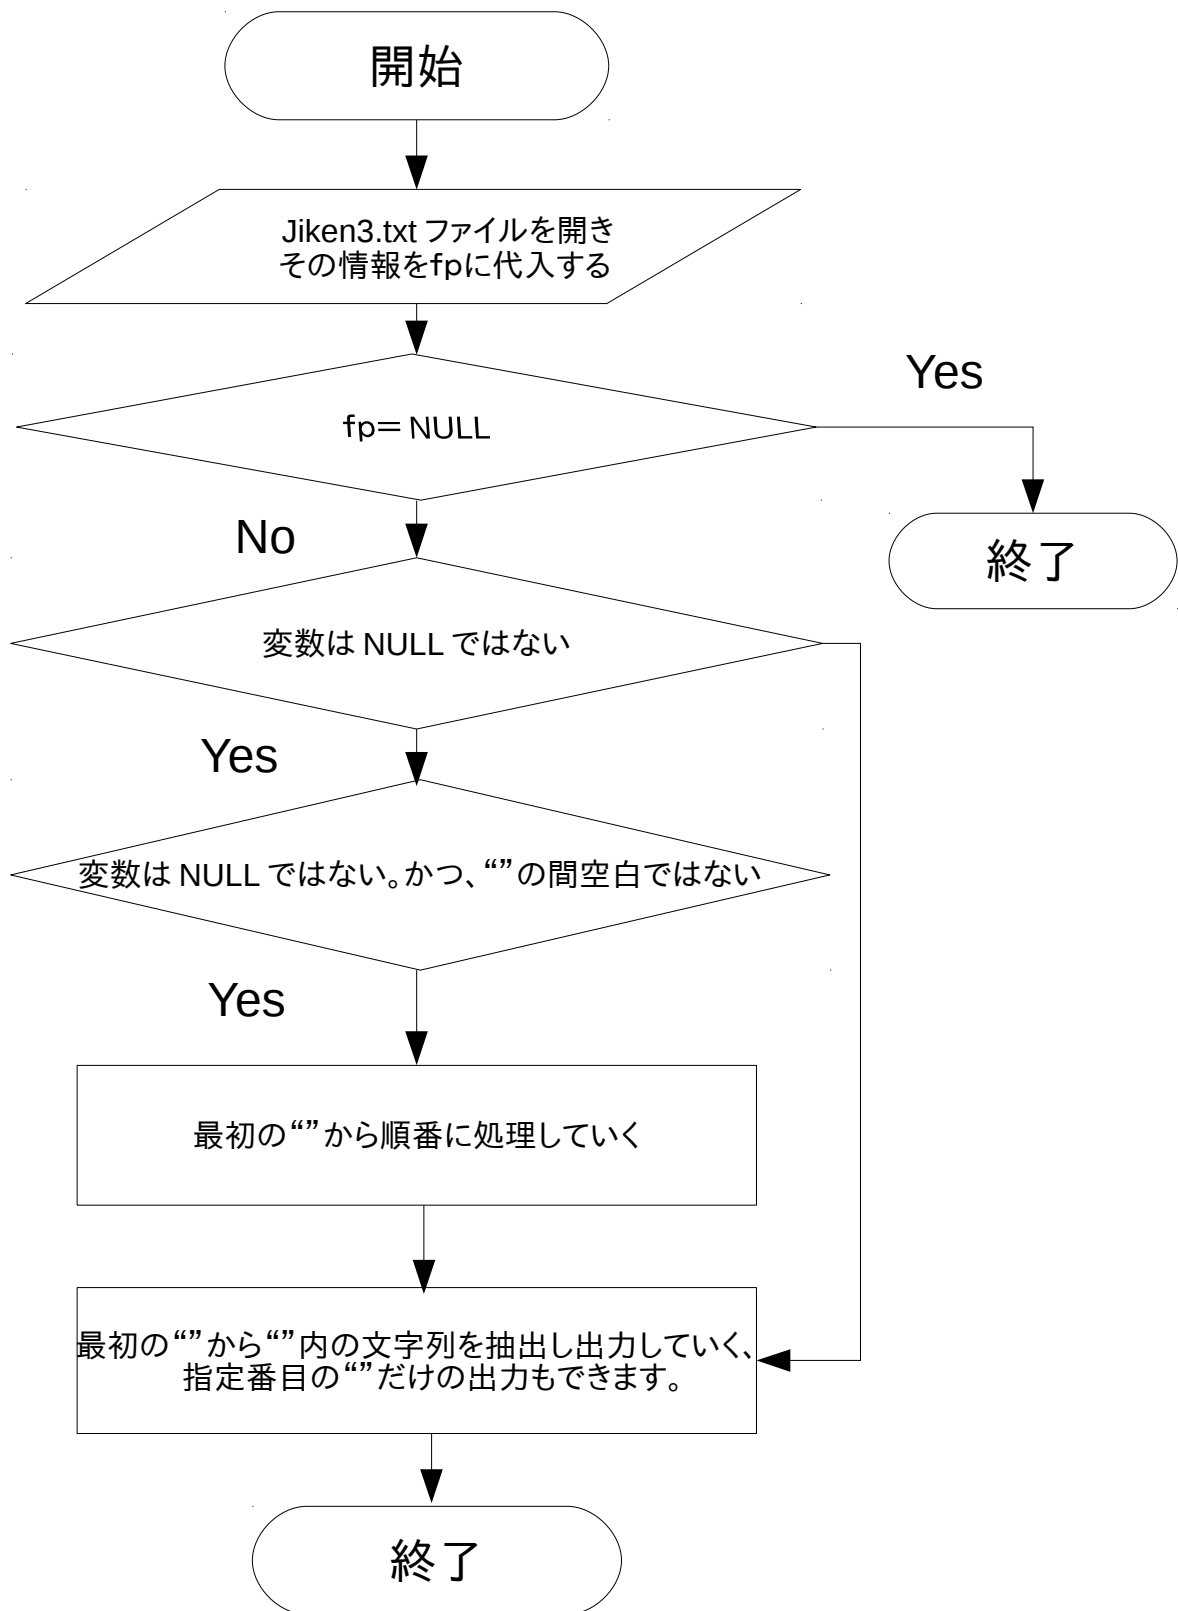 開始
Jiken3.txt ファイルを開き
その情報をfpに代入する
Yes
fp＝ NULL
No
終了
変数は NULL ではない
Yes
変数は NULL ではない。かつ、“”の間空白ではない
Yes
最初の“”から順番に処理していく
最初の“”から“”内の文字列を抽出し出力していく、
指定番目の“”だけの出力もできます。
終了